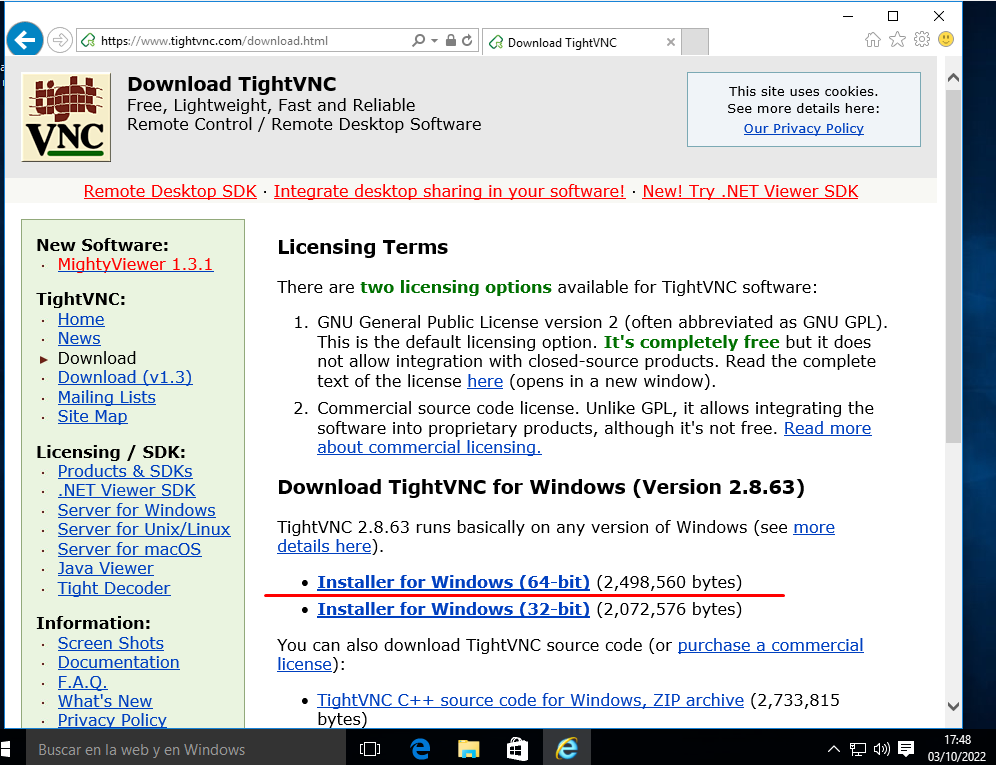 https://www.tightvnc.com/download.html
Download TightVNC
tight
VNC
Download TightVNC
Free, Lightweight, Fast and Reliable
Remote Control / Remote Desktop Software
This site uses cookies.
See more details here:
Our Privacy Policy
Remote Desktop SDK · Integrate desktop sharing in your software! · New! Try .NET Viewer SDK
New Software:
· MightyViewer 1.3.1
TightVNC:
· Home
· News
Download
· Download (v1.3)
· Mailing Lists
· Site Map
Licensing / SDK:
· Products & SDKs
· .NET Viewer SDK
· Server for Windows
· Server for Unix/Linux
· Server for macOS
· Java Viewer
· Tight Decoder
Information:
· Screen Shots
· Documentation
· F.A.Q.
· What's New
· Privacy Policy
Licensing Terms
There are two licensing options available for TightVNC software:
1. GNU General Public License version 2 (often abbreviated as GNU GPL).
This is the default licensing option. It's completely free but it does
not allow integration with closed-source products. Read the complete
text of the license here (opens in a new window).
2. Commercial source code license. Unlike GPL, it allows integrating the
software into proprietary products, although it's not free. Read more
about commercial licensing.
Download TightVNC for Windows (Version 2.8.63)
TightVNC 2.8.63 runs basically on any version of Windows (see more
details here).
• Installer for Windows (64-bit) (2,498,560 bytes)
• Installer for Windows (32-bit) (2,072,576 bytes)
You can also download TightVNC source code (or purchase a commercial
license):
• TightVNC C++ source code for Windows, ZIP archive (2,733,815
bytes)
Buscar en la web y en Windows
17:48
03/10/2022